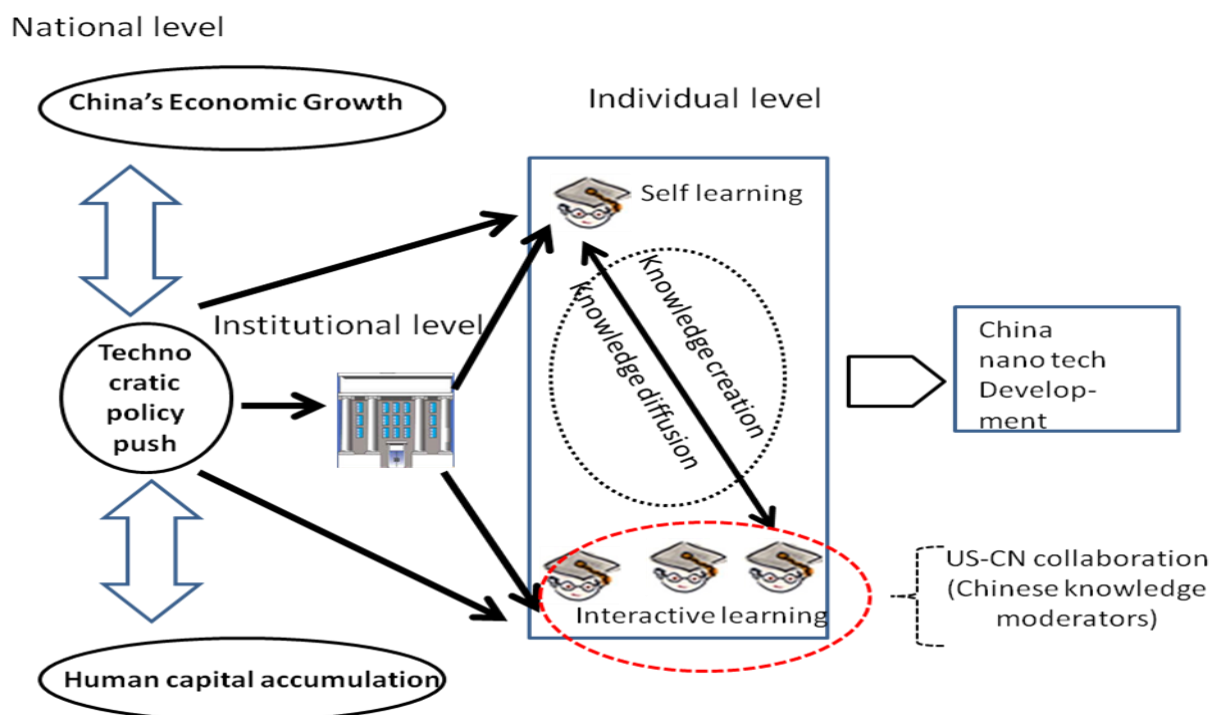 National level
China's Economic Growth
Individual level
Self learning
Institutional level
Techno
cratic
policy
push
Knowledge creation
Knowledge diffusion
China
nano tech
Develop-
ment
Interactive learning
US-CN collaboration
(Chinese knowledge
moderators)
Human capital accumulation